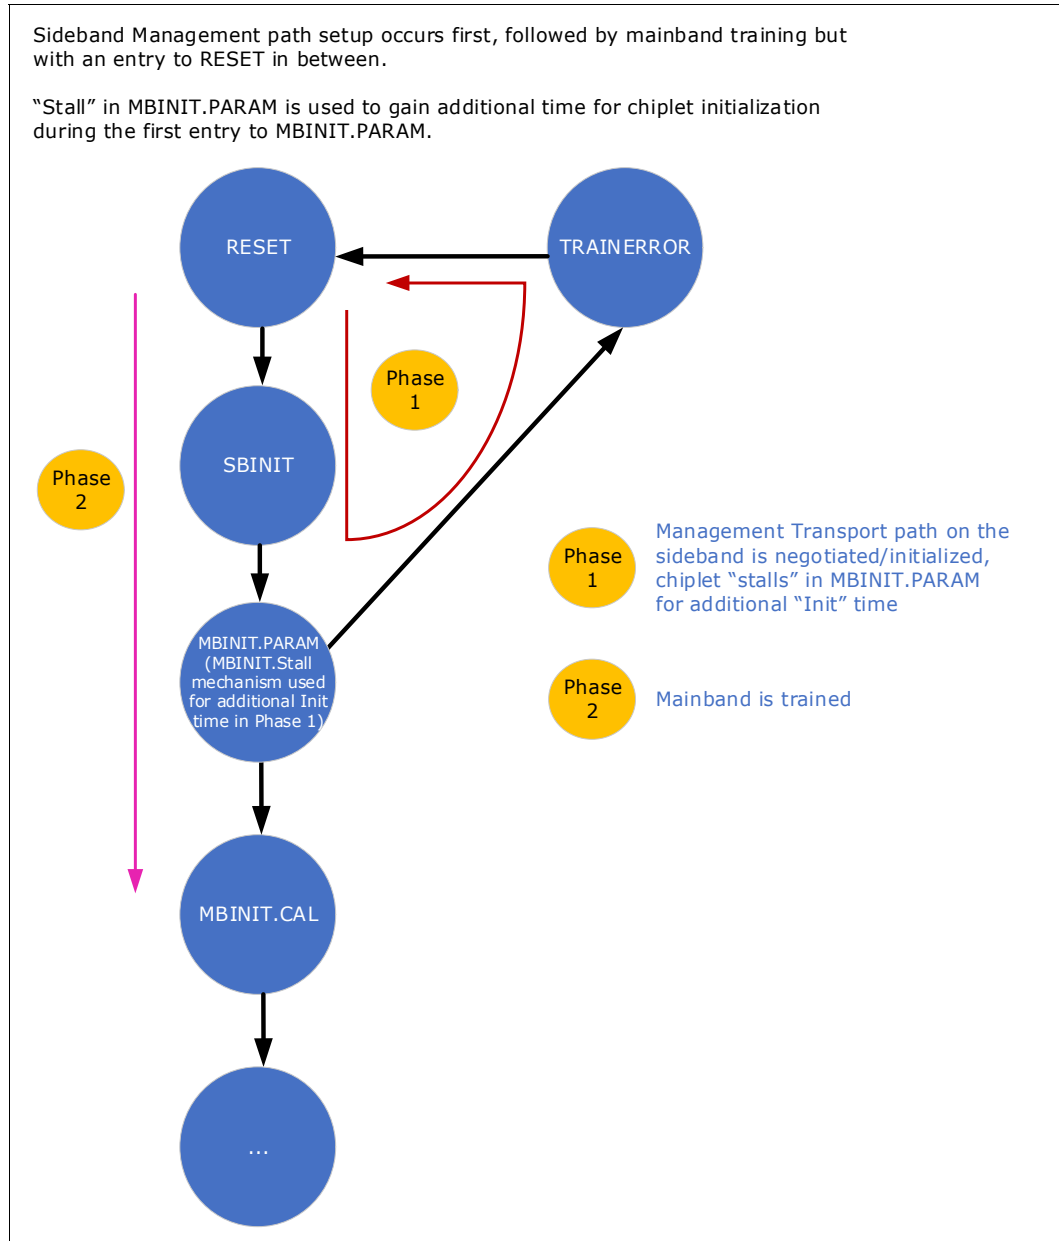 Sideband Management path setup occurs first, followed by mainband training but
with an entry to RESET in between.
“Stall” in MBINIT.PARAM is used to gain additional time for chiplet initialization
during the first entry to MBINIT.PARAM.
RESET
TRAINERROR
Phase
1
SBINIT
Phase
2
Phase
1
Management Transport path on the
sideband is negotiated/initialized,
chiplet “stalls” in MBINIT.PARAM
for additional “Init” time
MBINIT.PARAM
(MBINIT.Stall
mechanism used
for additional Init
time in Phase 1)
Phase
2
Mainband is trained
MBINIT.CAL
...